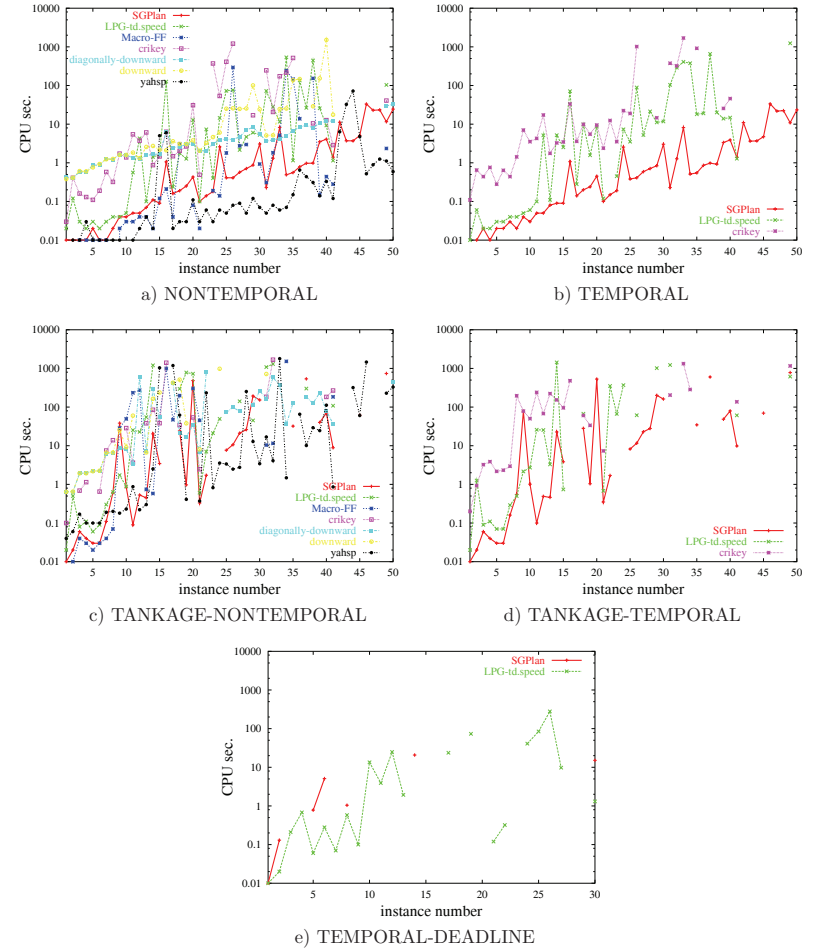 10000
1000
100
10
1
0.1
0.01
CPU sec.
SGPlan
LPG-td.speed
Macro-FF
crikey
diagonally-downward
downward
yahsp
5 10 15 20 25 30 35 40 45 50
instance number
a) NONTEMPORAL
10000
1000
100
10
1
0.1
0.01
CPU sec.
SGPlan
LPG-td.speed
crikey
5 10 15 20 25 30 35 40 45 50
instance number
b) TEMPORAL
10000
1000
100
10
1
0.1
0.01
CPU sec.
SGPlan
LPG-td.speed
Macro-FF
crikey
diagonally-downward
downward
yahsp
5 10 15 20 25 30 35 40 45 50
instance number
c) TANKAGE-NONTEMPORAL
10000
1000
100
10
1
0.1
0.01
CPU sec.
SGPlan
LPG-td.speed
crikey
5 10 15 20 25 30 35 40 45 50
instance number
d) TANKAGE-TEMPORAL
10000
1000
100
10
1
0.1
0.01
CPU sec.
SGPlan
LPG-td.speed
5 10 15 20 25 30
instance number
e) TEMPORAL-DEADLINE